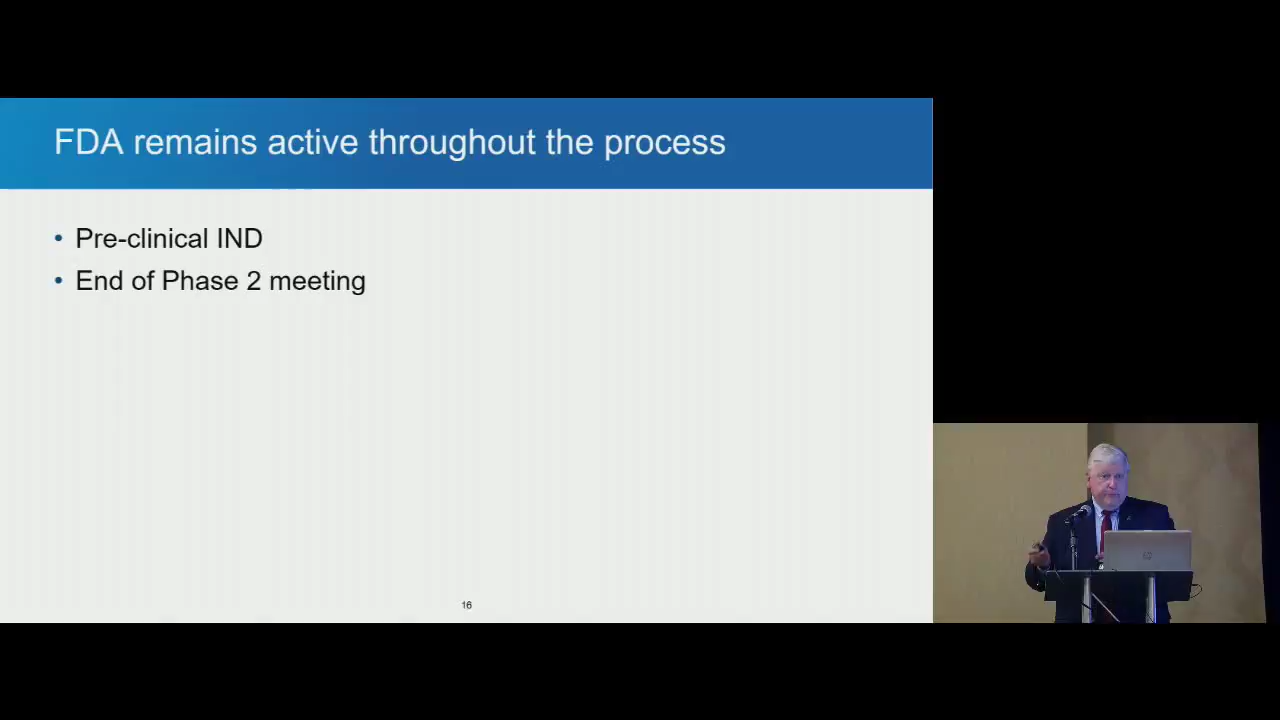 FDA remains active throughout the process
• Pre-clinical IND
• End of Phase 2 meeting
16